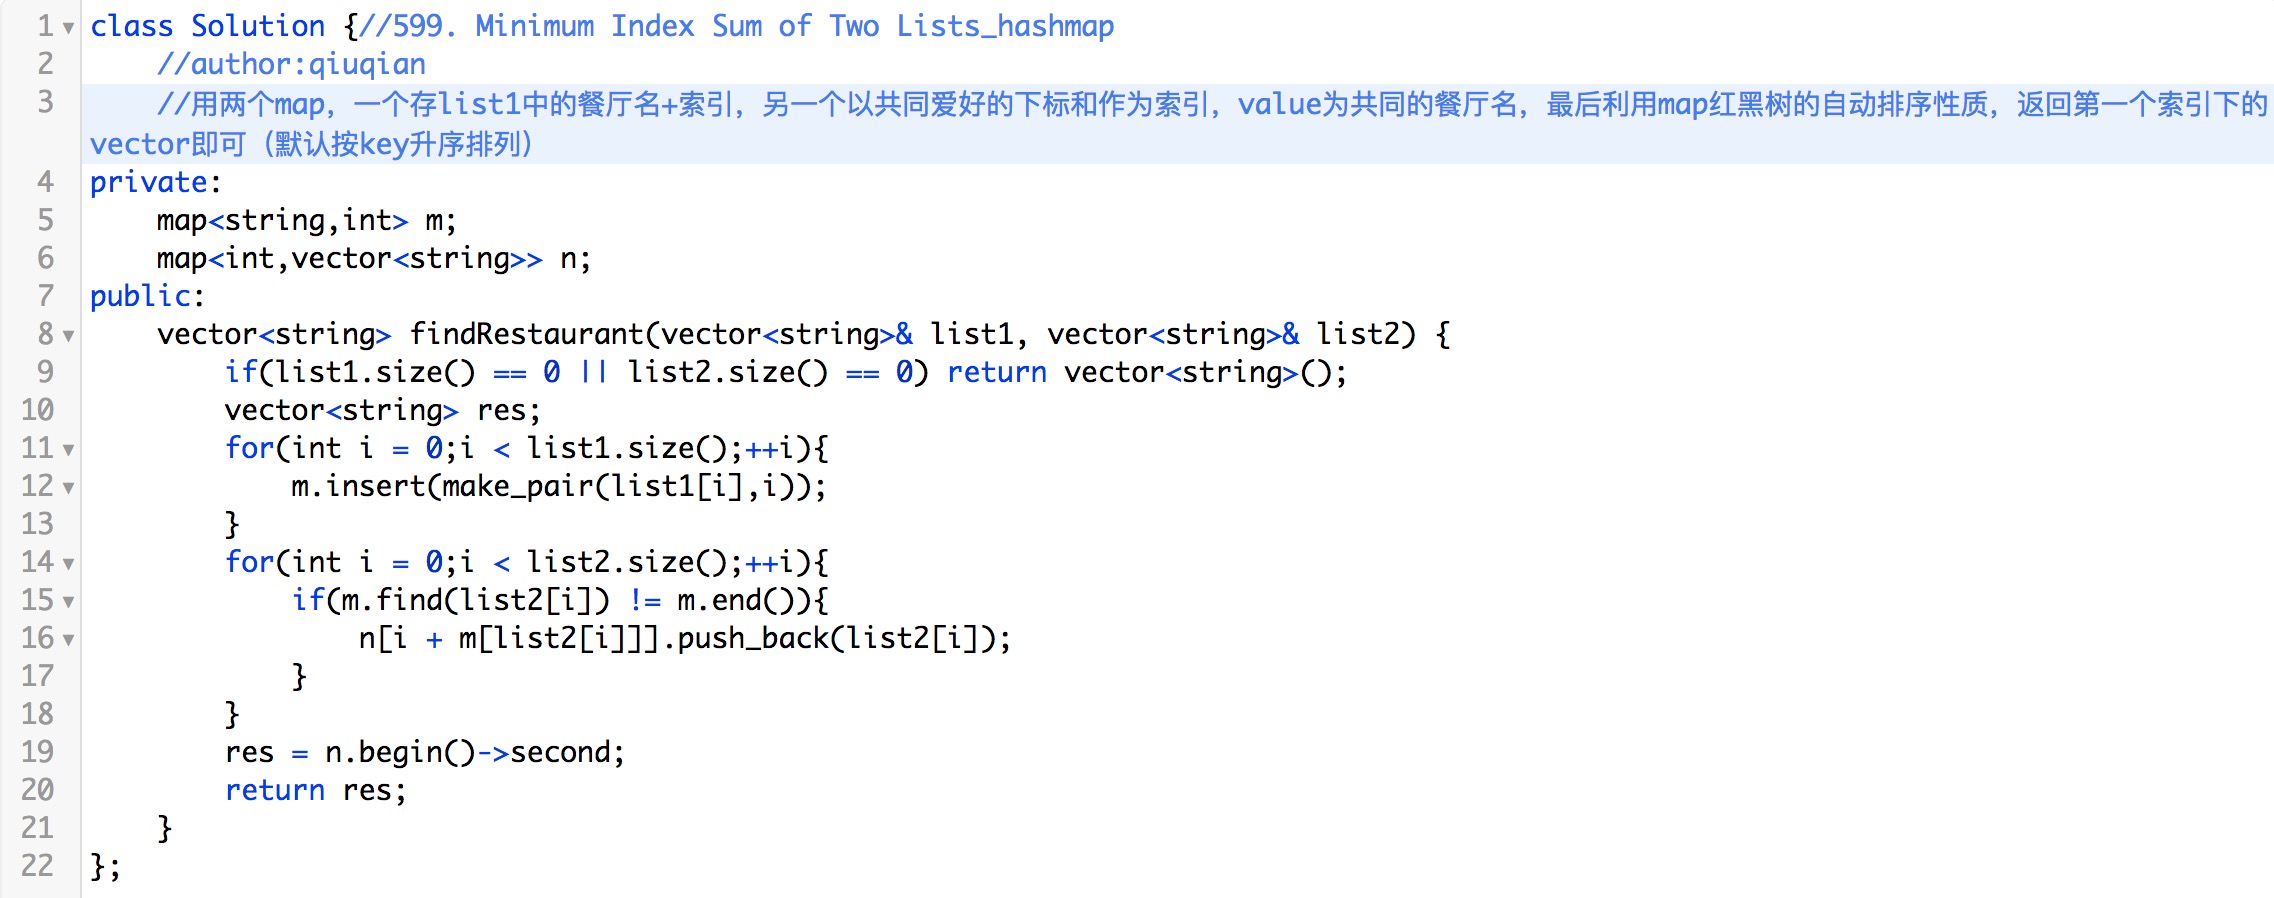 1 class Solution {//599. Minimum Index Sum of Two Lists_hashmap
2     //author:qiuqian
3     //用两个map，一个存list1中的餐厅名+索引，另一个以共同爱好的下标和作为索引，value为共同的餐厅名，最后利用map红黑树的自动排序性质，返回第一个索引下的
vector即可（默认按key升序排列）
4 private:
5     map<string,int> m;
6     map<int,vector<string>> n;
7 public:
8     vector<string> findRestaurant(vector<string>& list1, vector<string>& list2) {
9         if(list1.size() == 0 || list2.size() == 0) return vector<string>();
10         vector<string> res;
11         for(int i = 0;i < list1.size();++i){
12             m.insert(make_pair(list1[i],i));
13         }
14         for(int i = 0;i < list2.size();++i){
15             if(m.find(list2[i]) != m.end()){
16                 n[i + m[list2[i]]].push_back(list2[i]);
17             }
18         }
19         res = n.begin()->second;
20         return res;
21     }
22 };